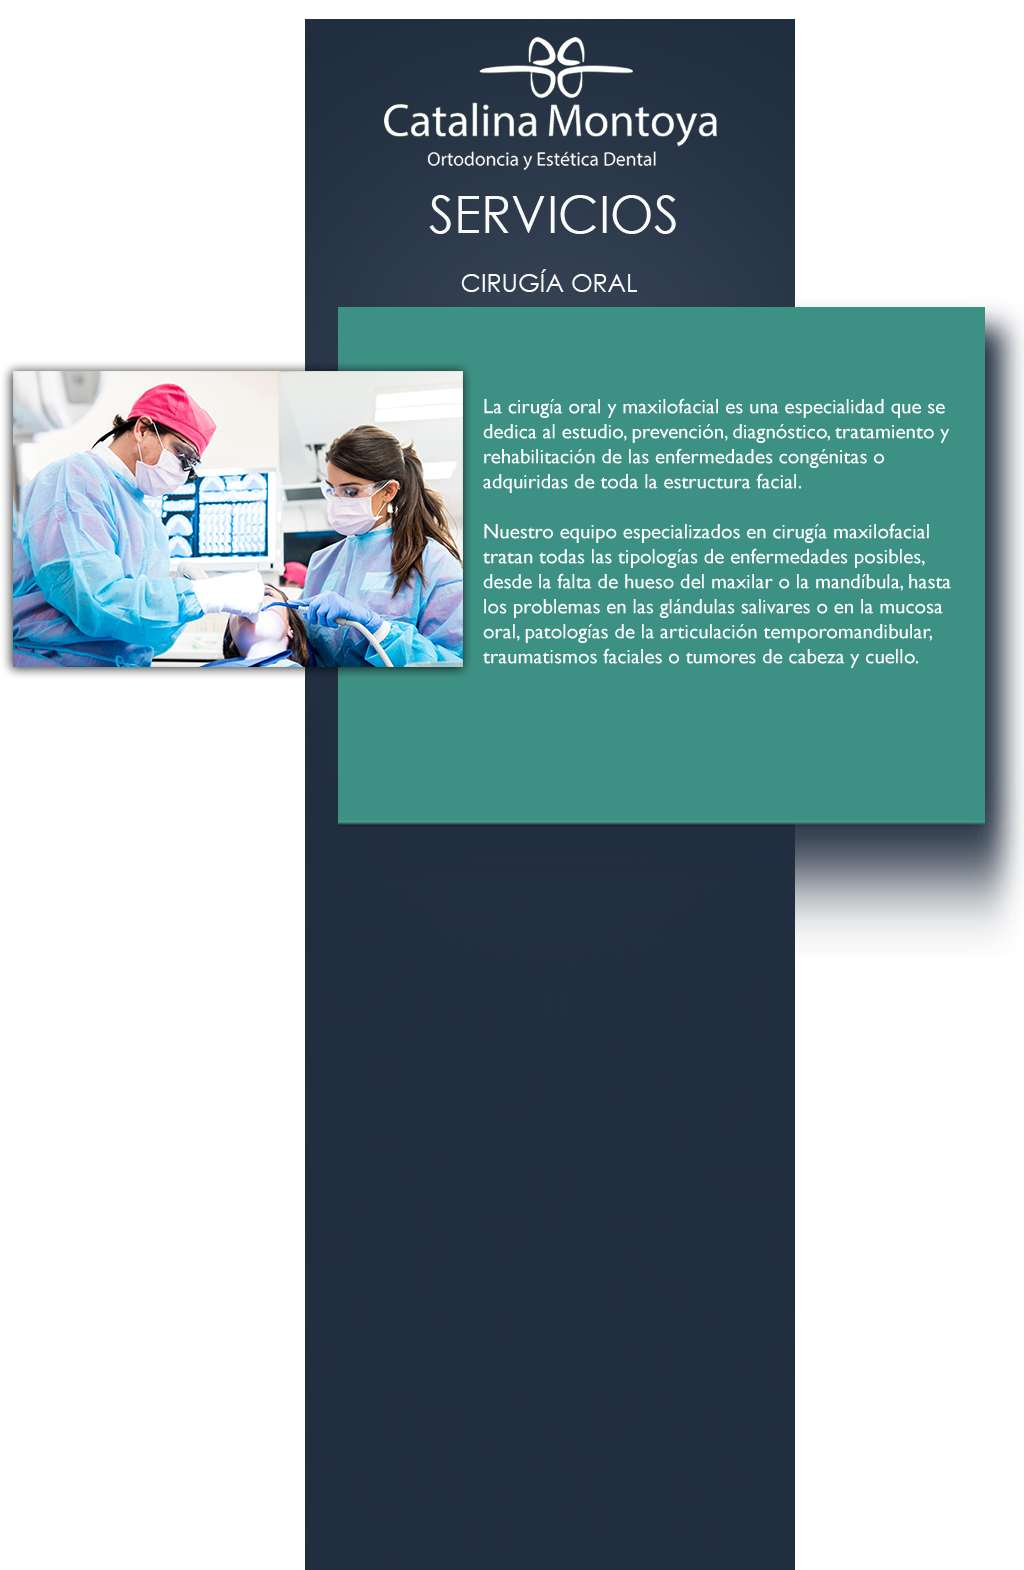 Catalina Montoya
Ortodoncia y Estética Dental
SERVICIOS
CIRUGÍA ORAL
La cirugía oral y maxilofacial es una especialidad que se
dedica al estudio, prevención, diagnóstico, tratamiento y
rehabilitación de las enfermedades congénitas o
adquiridas de toda la estructura facial.
Nuestro equipo especializados en cirugía maxilofacial
tratan todas las tipologías de enfermedades posibles,
desde la falta de hueso del maxilar o la mandíbula, hasta
los problemas en las glándulas salivares o en la mucosa
oral, patologías de la articulación temporomandibular,
traumatismos faciales o tumores de cabeza y cuello.